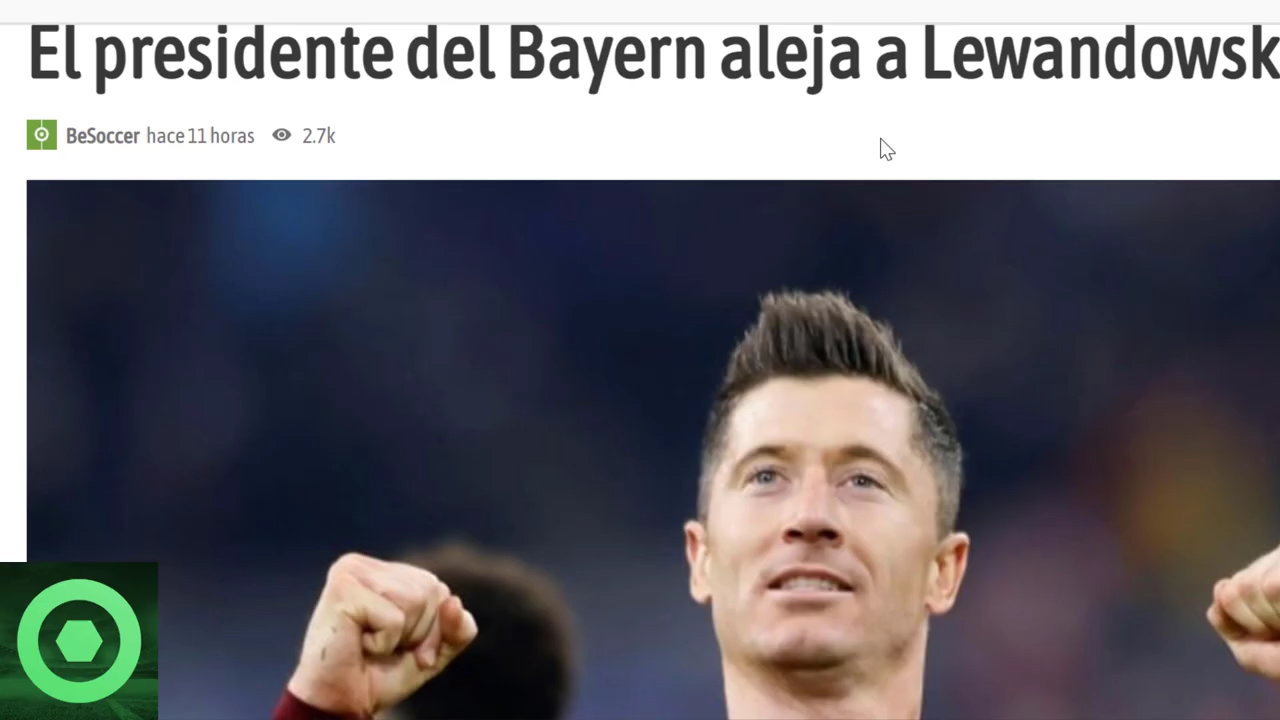 El presidente del Bayern aleja a Lewandowsk
BeSoccer hace 11 horas 2.7k